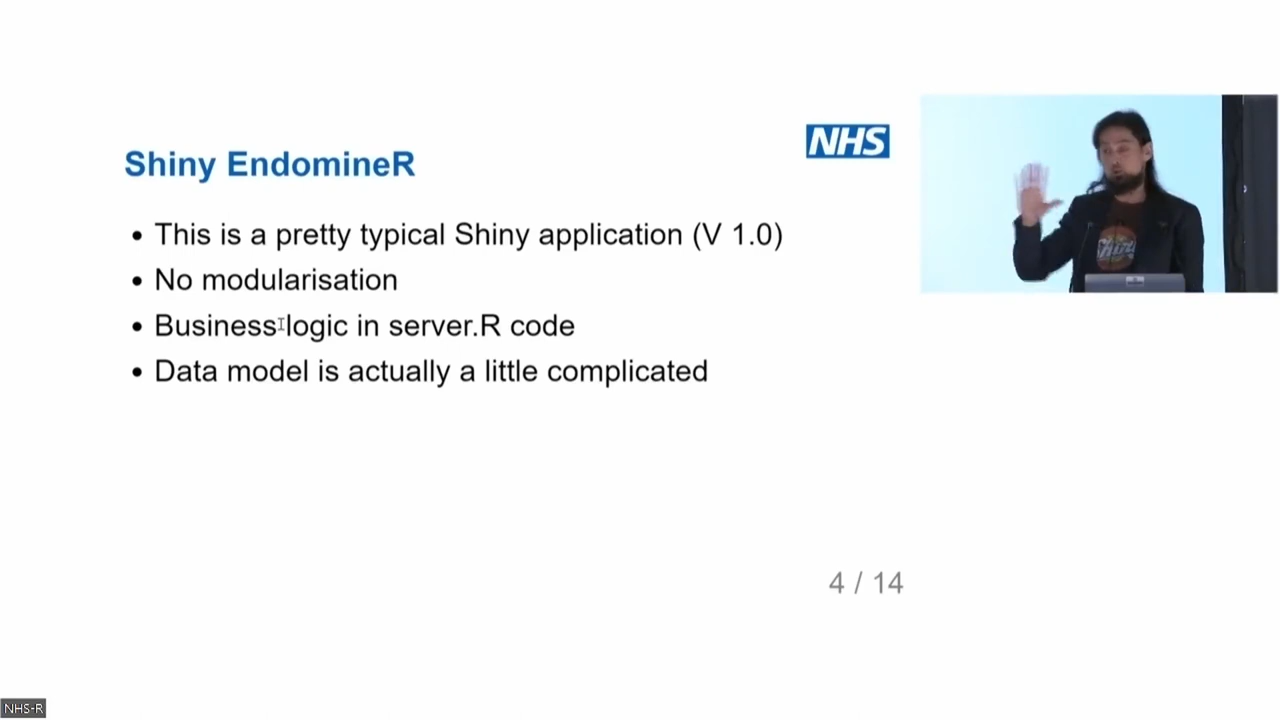 NHS
Shiny EndomineR
This is a pretty typical Shiny application (V 1.0)
No modularisation
Business logic in server.R code
Data model is actually a little complicated
Shiny
4 / 14
NHS-R